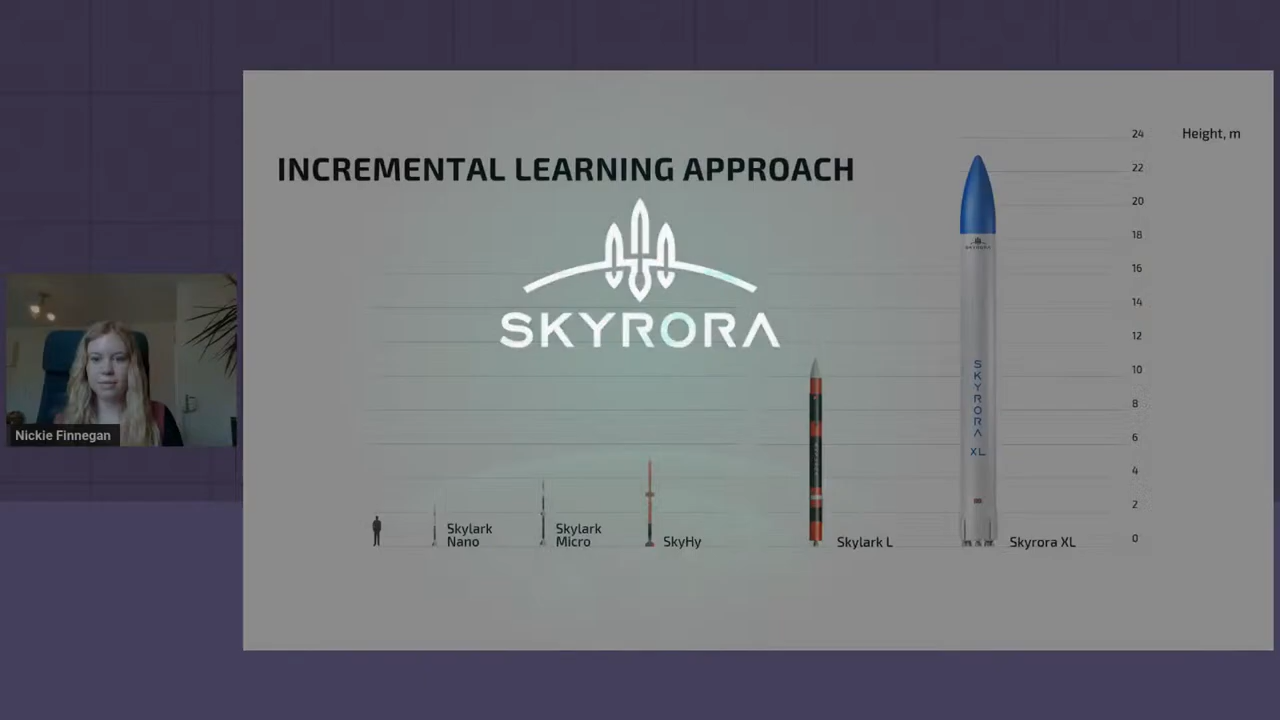 INCREMENTAL LEARNING APPROACH
Height, m
24
22
20
18
16
14
12
10
8
6
4
2
0
SKYRORA
SKYRORA
SKYRORA
XL
Nickie Finnegan
Skylark
Nano
Skylark
Micro
SkyHy
Skylark L
Skyrora XL